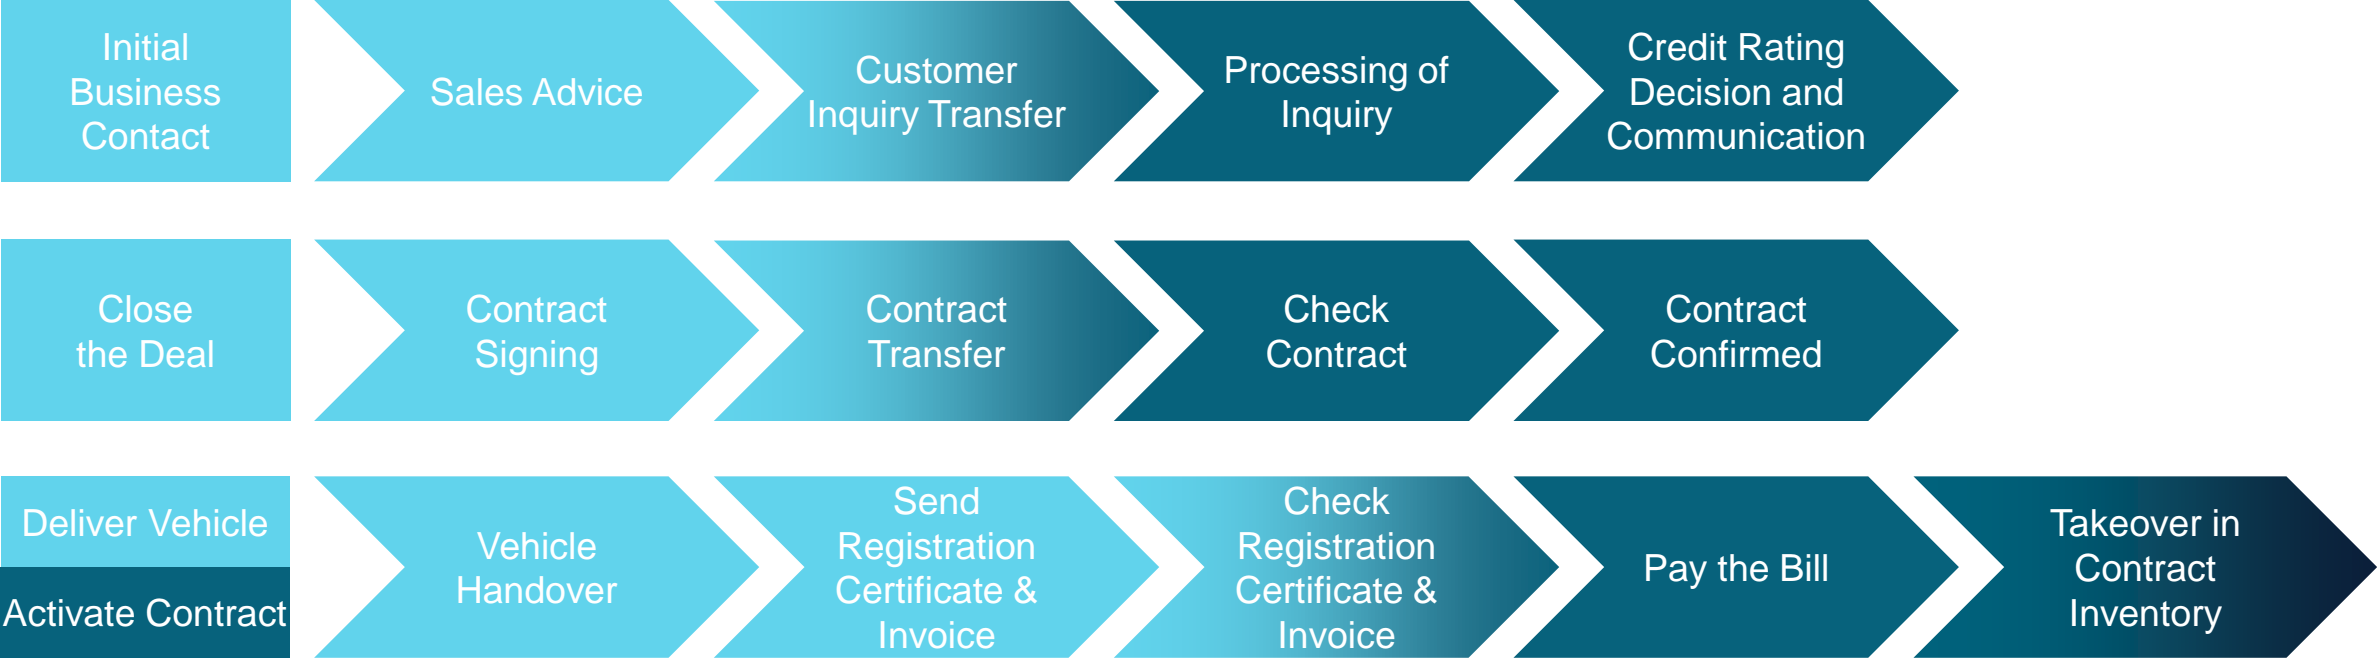 Initial
Business
Contact
Sales Advice
Customer
Inquiry Transfer
Processing of
Inquiry
Credit Rating
Decision and
Communication
Close
the Deal
Contract
Signing
Contract
Transfer
Check
Contract
Contract
Confirmed
Deliver Vehicle
Activate Contract
Vehicle
Handover
Send
Registration
Certificate &
Invoice
Check
Registration
Certificate &
Invoice
Pay the Bill
Takeover in
Contract
Inventory